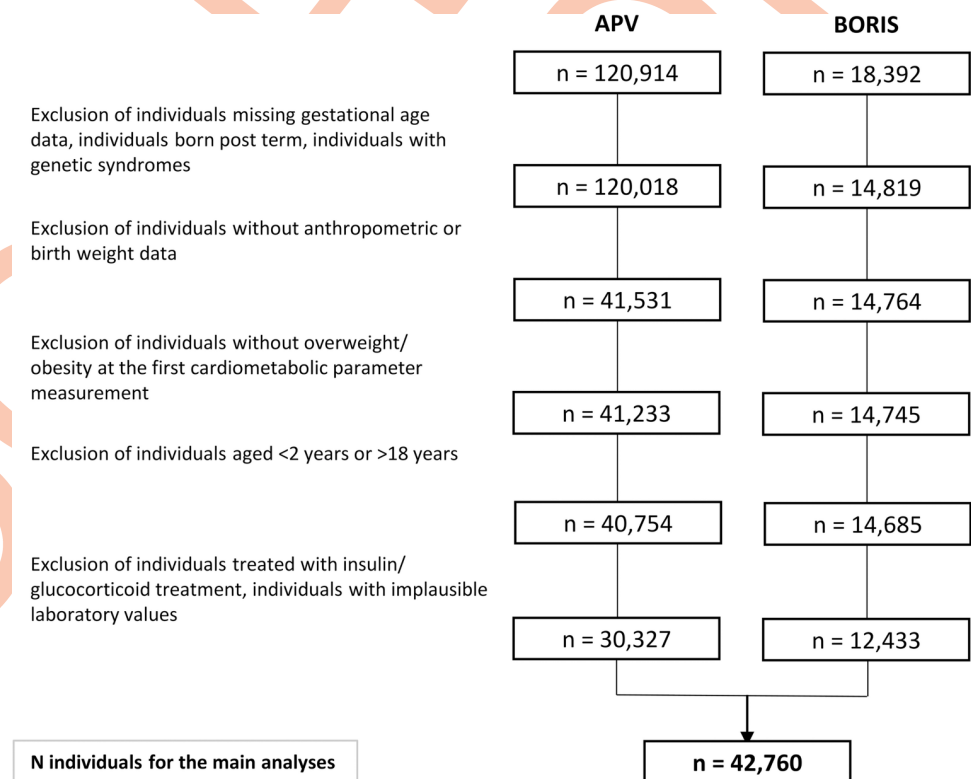 APV BORIS
n = 120,914 n = 18,392
Exclusion of individuals missing gestational age
data, individuals born post term, individuals with
genetic syndromes
n = 120,018 n = 14,819
Exclusion of individuals without anthropometric or
birth weight data
n = 41,531 n = 14,764
Exclusion of individuals without overweight/
obesity at the first cardiometabolic parameter
measurement
n = 41,233 n = 14,745
Exclusion of individuals aged <2 years or >18 years
n = 40,754 n = 14,685
Exclusion of individuals treated with insulin/
glucocorticoid treatment, individuals with implausible
laboratory values
n = 30,327 n = 12,433
N individuals for the main analyses n = 42,760